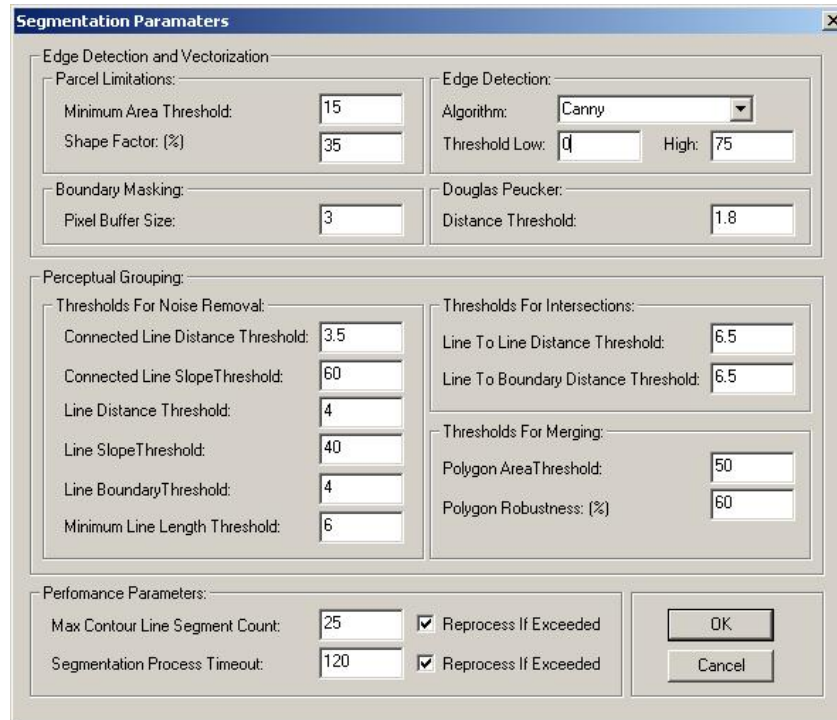 Segmentation Paramaters
Edge Detection and Vectorization
Parcel Limitations:
Minimum Area Threshold: 15
Shape Factor: (%) 35
Edge Detection:
Algorithm: Canny
Threshold Low: 0 High: 75
Boundary Masking:
Pixel Buffer Size: 3
Douglas Peucker:
Distance Threshold: 1.8
Perceptual Grouping:
Thresholds For Noise Removal:
Connected Line Distance Threshold: 3.5
Connected Line SlopeThreshold: 60
Line Distance Threshold: 4
Line SlopeThreshold: 40
Line BoundaryThreshold: 4
Minimum Line Length Threshold: 6
Thresholds For Intersections:
Line To Line Distance Threshold: 6.5
Line To Boundary Distance Threshold: 6.5
Thresholds For Merging:
Polygon AreaThreshold: 50
Polygon Robustness: (%) 60
Perfomance Parameters:
Max Contour Line Segment Count: 25 Reprocess If Exceeded
Segmentation Process Timeout: 120 Reprocess If Exceeded
OK
Cancel